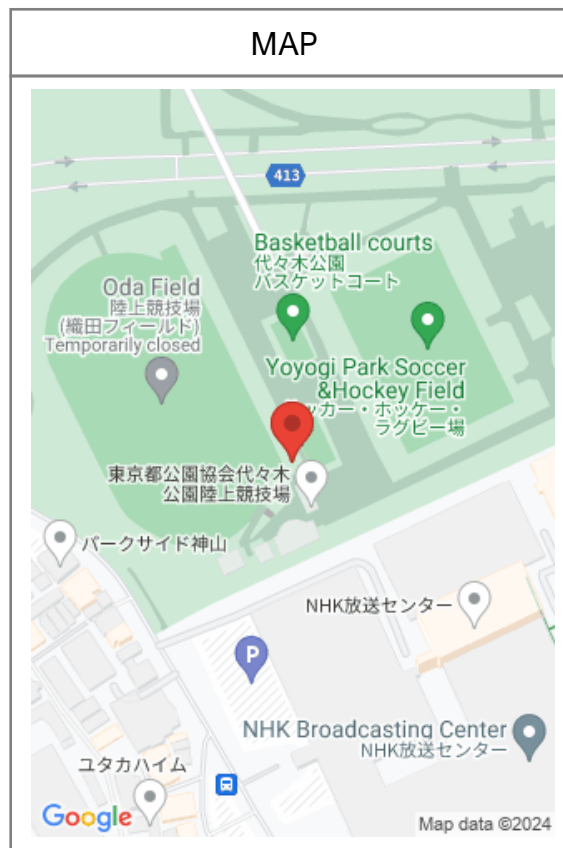 MAP
413
Basketball courts
代々木公園
バスケットコート
Oda Field
陸上競技場
(織田フィールド)
Temporarily closed
Yoyogi Park Soccer
&Hockey Field
ッカー・ホッケー・
ラグビー場
東京都公園協会代々木
公園陸上競技場
パークサイド神山
NHK放送センター
P
NHK Broadcasting Center
NHK放送センター
ユタカハイム
Google
Map data ©2024